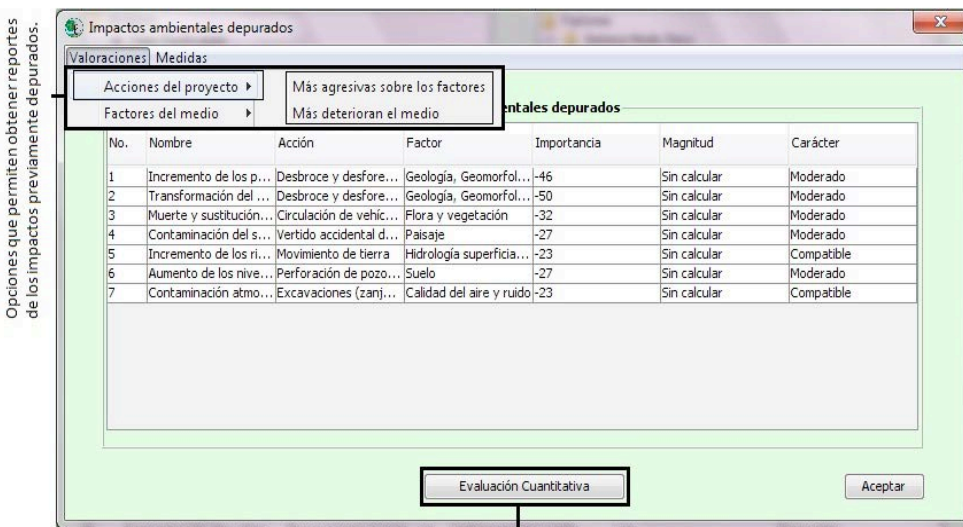 Opciones que permiten obtener reportes
de los impactos previamente depurados.
Impactos ambientales depurados
Valoraciones Medidas
Acciones del proyecto Más agresivas sobre los factores
Factores del medio Más deterioran el medio
entales depurados
No. Nombre Acción Factor Importancia Magnitud Carácter
1 Incremento de los p... Desbroce y desfore... Geología, Geomorfol... -46 Sin calcular Moderado
2 Transformación del ... Desbroce y desfore... Geología, Geomorfol... -50 Sin calcular Moderado
3 Muerte y sustitución... Circulación de vehíc... Flora y vegetación -32 Sin calcular Moderado
4 Contaminación del s... Vertido accidental d... Paisaje -27 Sin calcular Moderado
5 Incremento de los ri... Movimiento de tierra Hidrología superficia... -23 Sin calcular Compatible
6 Aumento de los nive... Perforación de pozo... Suelo -27 Sin calcular Moderado
7 Contaminación atmo... Excavaciones (zanj... Calidad del aire y ruido -23 Sin calcular Compatible
Evaluación Cuantitativa Aceptar